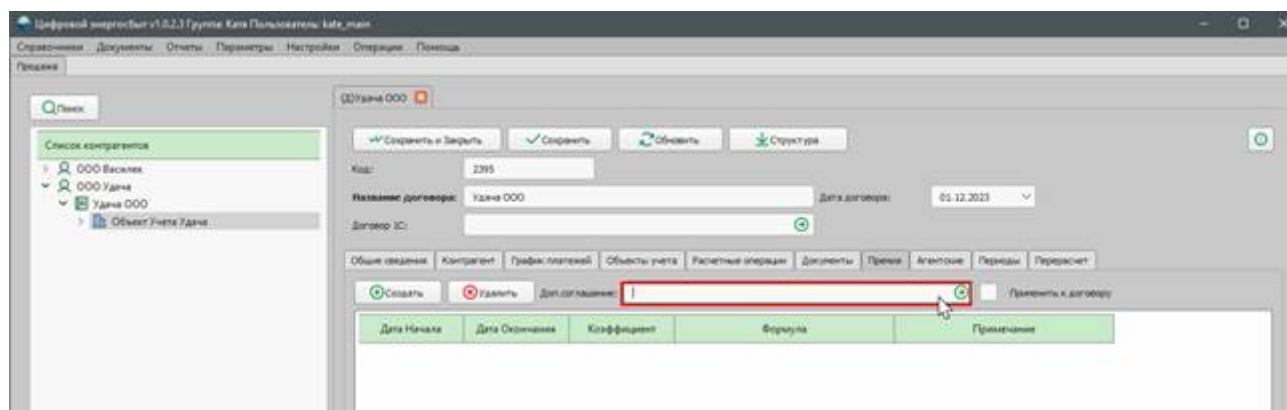 Цифровой энергосбыт v1.0.2.3 Группа: Катя Пользователь: kate_main
Справочники Документы Отчеты Параметры Настройки Операции Помощь
Продажа
Поиск
(Д)Удача ООО
Список контрагентов
Сохранить и Закрыть Сохранить Обновить Структура
ООО Василек
ООО Удача
Удача ООО
Объект Учета Удача
Код: 2395
Название договора: Удача ООО Дата договора: 01.12.2023
Договор 1С:
Общие сведения Контрагент График платежей Объекты учета Расчетные операции Документы Премия Агентские Периоды Перерасчет
Создать Удалить Доп.соглашение: Применить к договору
Дата Начала Дата Окончания Коэффициент Формула Примечание